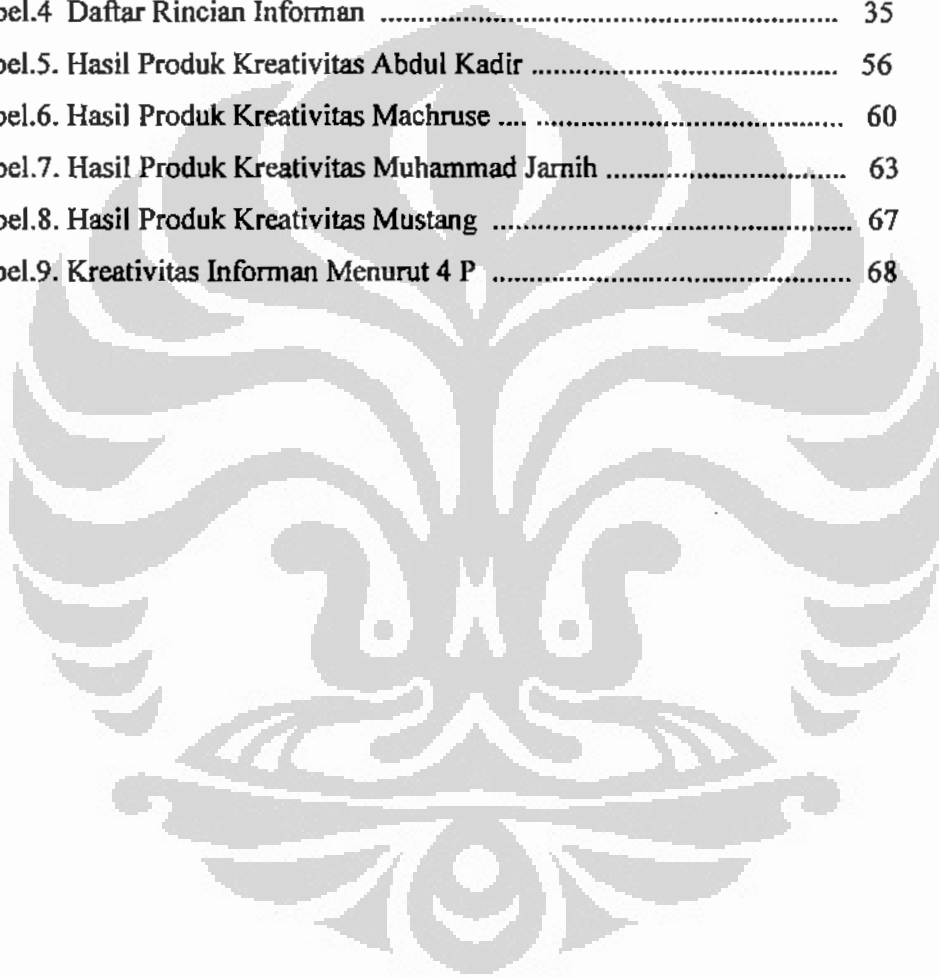 bel.4 Daftar Rincian Informan ............................................................ 35
bel.5. Hasil Produk Kreativitas Abdul Kadir ........................................ 56
bel.6. Hasil Produk Kreativitas Machruse .... ........................................ 60
bel.7. Hasil Produk Kreativitas Muhammad Jarnih ................................ 63
bel.8. Hasil Produk Kreativitas Mustang ............................................... 67
bel.9. Kreativitas Informan Menurut 4 P ............................................... 68